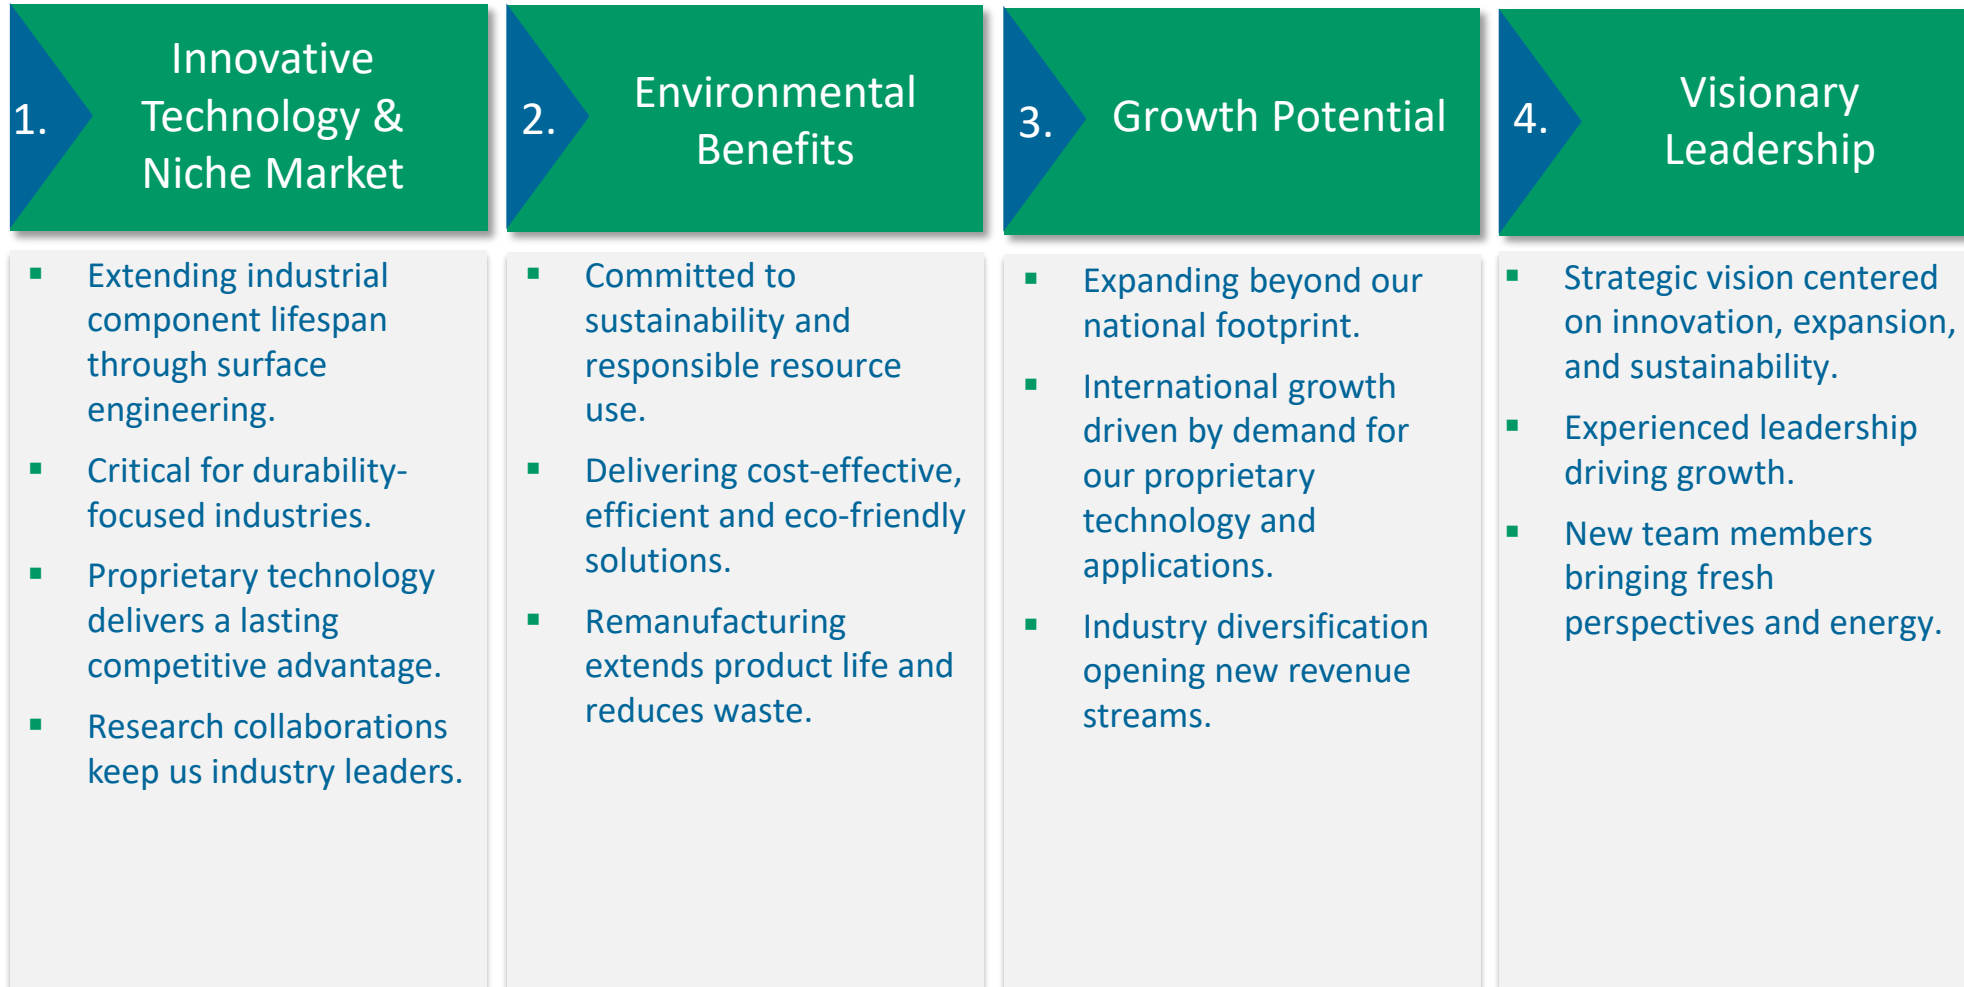 1.
Innovative
Technology &
Niche Market
▪ Extending industrial
component lifespan
through surface
engineering.
▪ Critical for durability-
focused industries.
▪ Proprietary technology
delivers a lasting
competitive advantage.
▪ Research collaborations
keep us industry leaders.
2.
Environmental
Benefits
▪ Committed to
sustainability and
responsible resource
use.
▪ Delivering cost-effective,
efficient and eco-friendly
solutions.
▪ Remanufacturing
extends product life and
reduces waste.
3.
Growth Potential
▪ Expanding beyond our
national footprint.
▪ International growth
driven by demand for
our proprietary
technology and
applications.
▪ Industry diversification
opening new revenue
streams.
4.
Visionary
Leadership
▪ Strategic vision centered
on innovation, expansion,
and sustainability.
▪ Experienced leadership
driving growth.
▪ New team members
bringing fresh
perspectives and energy.